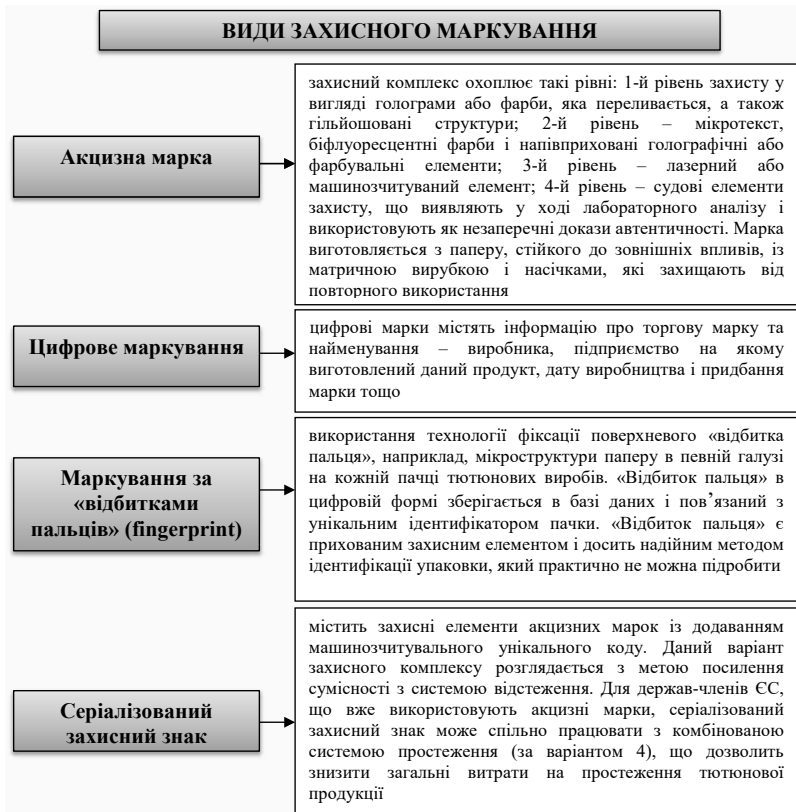 ВИДИ ЗАХИСНОГО МАРКУВАННЯ
Акцизна марка
захисний комплекс охоплює такі рівні: 1-й рівень захисту у
вигляді голограми або фарби, яка переливається, а також
гільйошовані структури; 2-й рівень – мікротекст,
біфлуоресцентні фарби і напівприховані голографічні або
фарбувальні елементи; 3-й рівень – лазерний або
машинозчитуваний елемент; 4-й рівень – судові елементи
захисту, що виявляють у ході лабораторного аналізу і
використовують як незаперечні докази автентичності. Марка
виготовляється з паперу, стійкого до зовнішніх впливів, із
матричною вирубкою і насічками, які захищають від
повторного використання
Цифрове маркування
цифрові марки містять інформацію про торгову марку та
найменування – виробника, підприємство на якому
виготовлений даний продукт, дату виробництва і придбання
марки тощо
Маркування за
«відбитками
пальців» (fingerprint)
використання технології фіксації поверхневого «відбитка
пальця», наприклад, мікроструктури паперу в певній галузі
на кожній пачці тютюнових виробів. «Відбиток пальця» в
цифровій формі зберігається в базі даних і пов’язаний з
унікальним ідентифікатором пачки. «Відбиток пальця» є
прихованим захисним елементом і досить надійним методом
ідентифікації упаковки, який практично не можна підробити
Серіалізований
захисний знак
містить захисні елементи акцизних марок із додаванням
машинозчитувального унікального коду. Даний варіант
захисного комплексу розглядається з метою посилення
сумісності з системою відстеження. Для держав-членів ЄС,
що вже використовують акцизні марки, серіалізований
захисний знак може спільно працювати з комбінованою
системою простеження (за варіантом 4), що дозволить
знизити загальні витрати на простеження тютюнової
продукції